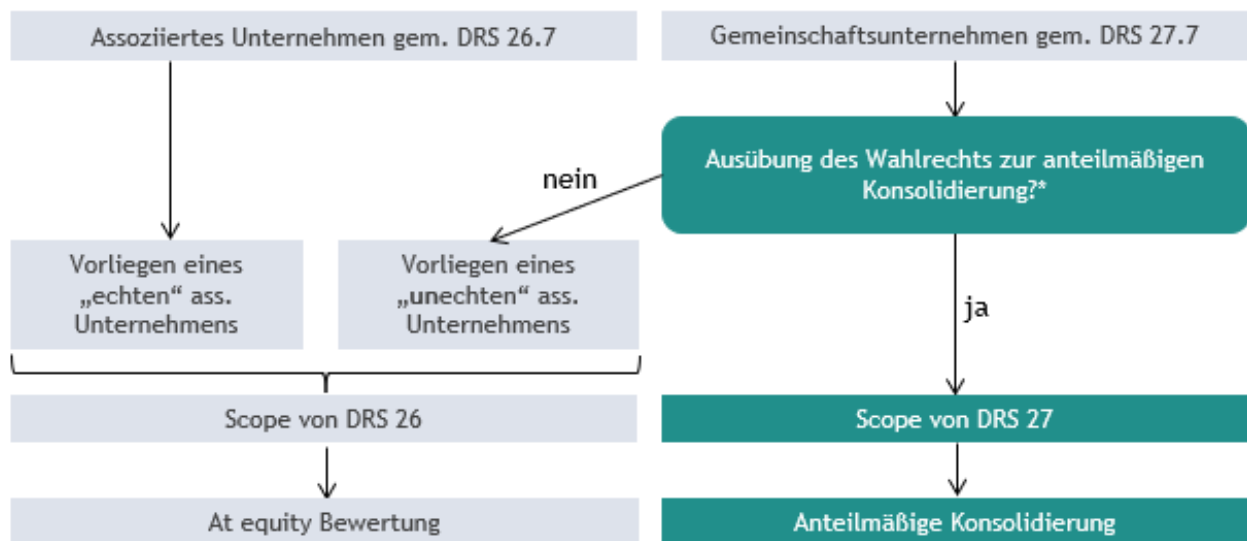 Assoziiertes Unternehmen gem. DRS 26.7
Gemeinschaftsunternehmen gem. DRS 27.7
Ausübung des Wahlrechts zur anteilmäßigen
Konsolidierung?*
nein
Vorliegen eines
„echten“ ass.
Unternehmens
Vorliegen eines
„unechten“ ass.
Unternehmens
ja
Scope von DRS 26
Scope von DRS 27
At equity Bewertung
Anteilmäßige Konsolidierung